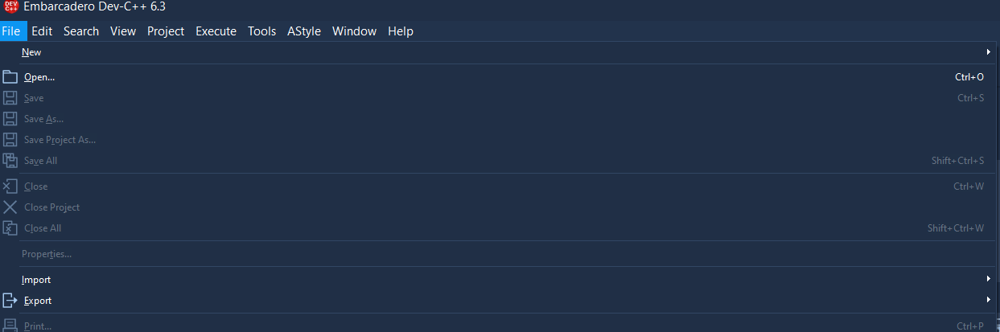 DEV C++ Embarcadero Dev-C++ 6.3
File Edit Search View Project Execute Tools AStyle Window Help
New
Open... Ctrl+O
Save Ctrl+S
Save As...
Save Project As...
Save All Shift+Ctrl+S
Close Ctrl+W
Close Project
Close All Shift+Ctrl+W
Properties...
Import
Export
Print... Ctrl+P